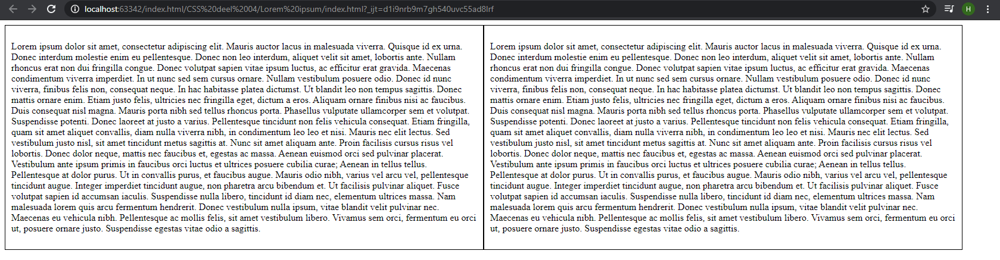 localhost:63342/index.html/CSS%20deel%2004/Lorem%20ipsum/index.html?_ijt=d1i9nrb9m7gh540uvc55ad8lrf
H
Lorem ipsum dolor sit amet, consectetur adipiscing elit. Mauris auctor lacus in malesuada viverra. Quisque id ex urna.
Donec interdum molestie enim eu pellentesque. Donec non leo interdum, aliquet velit sit amet, lobortis ante. Nullam
rhoncus erat non dui fringilla congue. Donec volutpat sapien vitae ipsum luctus, ac efficitur erat gravida. Maecenas
condimentum viverra imperdiet. In ut nunc sed sem cursus ornare. Nullam vestibulum posuere odio. Donec id nunc
viverra, finibus felis non, consequat neque. In hac habitasse platea dictumst. Ut blandit leo non tempus sagittis. Donec
mattis ornare enim. Etiam justo felis, ultricies nec fringilla eget, dictum a eros. Aliquam ornare finibus nisi ac faucibus.
Duis consequat nisl magna. Mauris porta nibh sed tellus rhoncus porta. Phasellus vulputate ullamcorper sem et volutpat.
Suspendisse potenti. Donec laoreet at justo a varius. Pellentesque tincidunt non felis vehicula consequat. Etiam fringilla,
quam sit amet aliquet convallis, diam nulla viverra nibh, in condimentum leo leo et nisi. Mauris nec elit lectus. Sed
vestibulum justo nisl, sit amet tincidunt metus sagittis at. Nunc sit amet aliquam ante. Proin facilisis cursus risus vel
lobortis. Donec dolor neque, mattis nec faucibus et, egestas ac massa. Aenean euismod orci sed pulvinar placerat.
Vestibulum ante ipsum primis in faucibus orci luctus et ultrices posuere cubilia curae; Aenean in tellus tellus.
Pellentesque at dolor purus. Ut in convallis purus, et faucibus augue. Mauris odio nibh, varius vel arcu vel, pellentesque
tincidunt augue. Integer imperdiet tincidunt augue, non pharetra arcu bibendum et. Ut facilisis pulvinar aliquet. Fusce
volutpat sapien id accumsan iaculis. Suspendisse nulla libero, tincidunt id diam nec, elementum ultrices massa. Nam
malesuada lorem quis arcu fermentum hendrerit. Donec vestibulum nulla ipsum, vitae blandit velit pulvinar nec.
Maecenas eu vehicula nibh. Pellentesque ac mollis felis, sit amet vestibulum libero. Vivamus sem orci, fermentum eu orci
ut, posuere ornare justo. Suspendisse egestas vitae odio a sagittis.
Lorem ipsum dolor sit amet, consectetur adipiscing elit. Mauris auctor lacus in malesuada viverra. Quisque id ex urna.
Donec interdum molestie enim eu pellentesque. Donec non leo interdum, aliquet velit sit amet, lobortis ante. Nullam
rhoncus erat non dui fringilla congue. Donec volutpat sapien vitae ipsum luctus, ac efficitur erat gravida. Maecenas
condimentum viverra imperdiet. In ut nunc sed sem cursus ornare. Nullam vestibulum posuere odio. Donec id nunc
viverra, finibus felis non, consequat neque. In hac habitasse platea dictumst. Ut blandit leo non tempus sagittis. Donec
mattis ornare enim. Etiam justo felis, ultricies nec fringilla eget, dictum a eros. Aliquam ornare finibus nisi ac faucibus.
Duis consequat nisl magna. Mauris porta nibh sed tellus rhoncus porta. Phasellus vulputate ullamcorper sem et volutpat.
Suspendisse potenti. Donec laoreet at justo a varius. Pellentesque tincidunt non felis vehicula consequat. Etiam fringilla,
quam sit amet aliquet convallis, diam nulla viverra nibh, in condimentum leo leo et nisi. Mauris nec elit lectus. Sed
vestibulum justo nisl, sit amet tincidunt metus sagittis at. Nunc sit amet aliquam ante. Proin facilisis cursus risus vel
lobortis. Donec dolor neque, mattis nec faucibus et, egestas ac massa. Aenean euismod orci sed pulvinar placerat.
Vestibulum ante ipsum primis in faucibus orci luctus et ultrices posuere cubilia curae; Aenean in tellus tellus.
Pellentesque at dolor purus. Ut in convallis purus, et faucibus augue. Mauris odio nibh, varius vel arcu vel, pellentesque
tincidunt augue. Integer imperdiet tincidunt augue, non pharetra arcu bibendum et. Ut facilisis pulvinar aliquet. Fusce
volutpat sapien id accumsan iaculis. Suspendisse nulla libero, tincidunt id diam nec, elementum ultrices massa. Nam
malesuada lorem quis arcu fermentum hendrerit. Donec vestibulum nulla ipsum, vitae blandit velit pulvinar nec.
Maecenas eu vehicula nibh. Pellentesque ac mollis felis, sit amet vestibulum libero. Vivamus sem orci, fermentum eu orci
ut, posuere ornare justo. Suspendisse egestas vitae odio a sagittis.